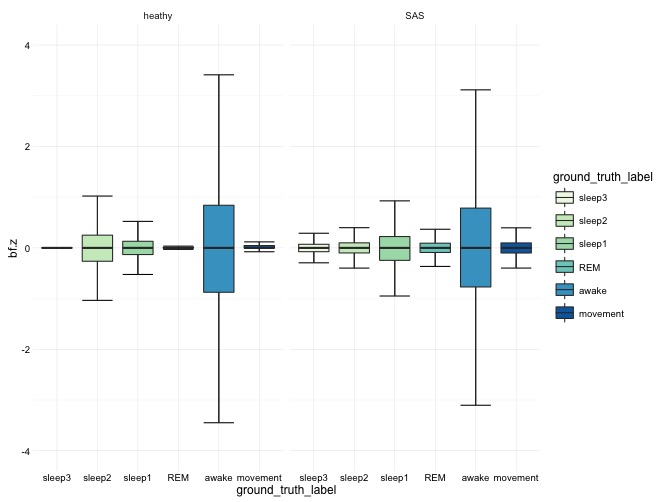 heathy SAS
4
2
0
-2
-4
bf.z
sleep3 sleep2 sleep1 REM awake movement sleep3 sleep2 sleep1 REM awake movement
ground_truth_label
ground_truth_label
sleep3
sleep2
sleep1
REM
awake
movement